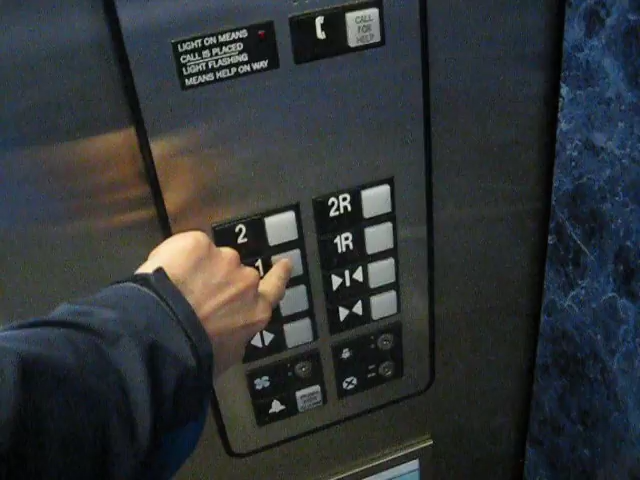 LIGHT ON MEANS
CALL IS PLACED
LIGHT FLASHING
MEANS HELP ON WAY
CALL
FOR
HELP
2
2R
1
1R